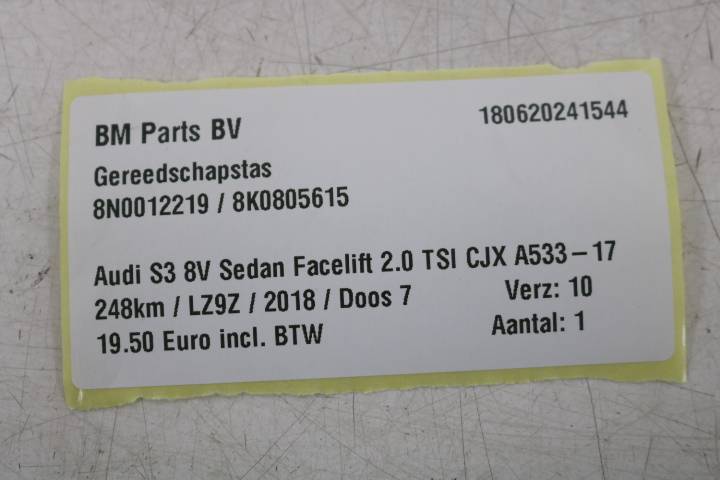 BM Parts BV
180620241544
Gereedschapstas
8N0012219 / 8K0805615
Audi S3 8V Sedan Facelift 2.0 TSI CJX A533-17
248km / LZ9Z / 2018 / Doos 7
Verz: 10
19.50 Euro incl. BTW
Aantal: 1